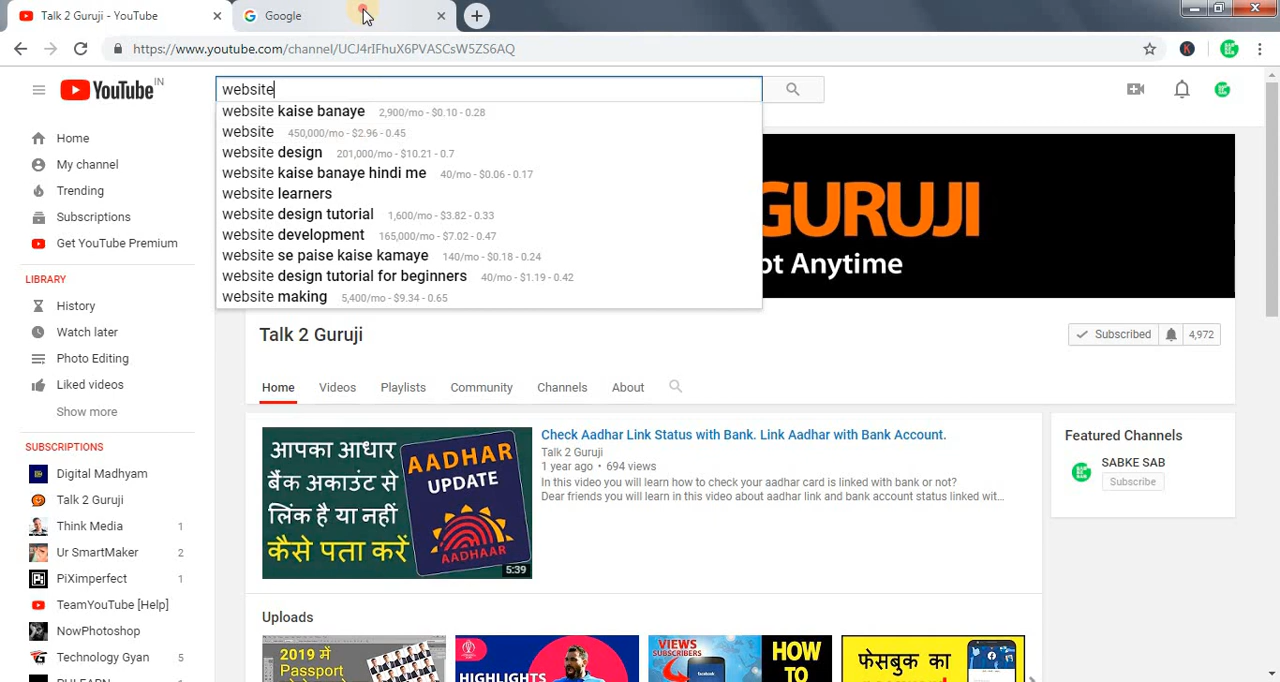 Talk 2 Guruji - YouTube
Google
https://www.youtube.com/channel/UCJ4rIFhuX6PVASCsW5ZS6AQ
K
YouTube IN
website
website kaise banaye 2,900/mo - $0.10 - 0.28
website 450,000/mo - $2.96 - 0.45
website design 201,000/mo - $10.21 - 0.7
website kaise banaye hindi me 40/mo - $0.06 - 0.17
website learners
website design tutorial 1,600/mo - $3.82 - 0.33
website development 165,000/mo - $7.02 - 0.47
website se paise kaise kamaye 140/mo - $0.18 - 0.24
website design tutorial for beginners 40/mo - $1.19 - 0.42
website making 5,400/mo - $9.34 - 0.65
Home
My channel
Trending
Subscriptions
Get YouTube Premium
LIBRARY
History
Watch later
Photo Editing
Liked videos
Show more
SUBSCRIPTIONS
Digital Madhyam
Talk 2 Guruji
Think Media 1
Ur SmartMaker 2
PiXimperfect 1
TeamYouTube [Help]
NowPhotoshop
Technology Gyan 5
GURUJI
pt Anytime
Talk 2 Guruji
Subscribed 4,972
Home Videos Playlists Community Channels About
आपका आधार
बैंक अकाउंट से
लिंक है या नहीं
कैसे पता करें
AADHAR
UPDATE
AADHAAR
5:39
Check Aadhar Link Status with Bank. Link Aadhar with Bank Account.
Talk 2 Guruji
1 year ago • 694 views
In this video you will learn how to check your aadhar card is linked with bank or not?
Dear friends you will learn in this video about aadhar link and bank account status linked wit...
Featured Channels
SABKE SAB
Subscribe
Uploads
2019 में
Passport
HIGHLIGHTS
VIEWS
SUBSCRIBERS
HOW
TO
फेसबुक का